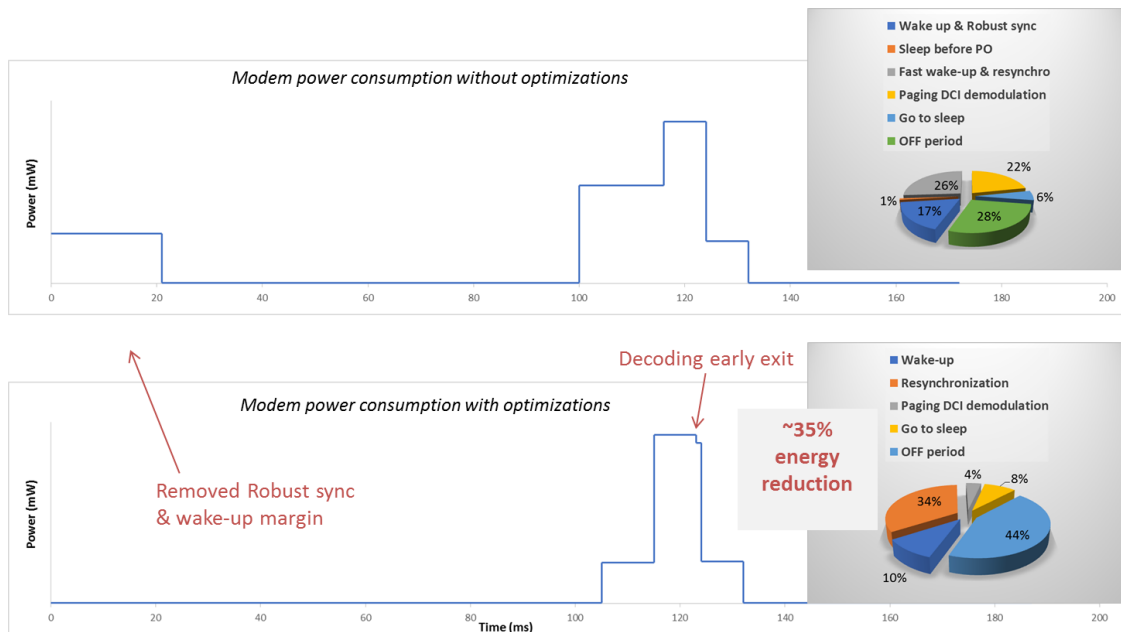 Wake up & Robust sync
Sleep before PO
Fast wake-up & resynchro
Paging DCI demodulation
Go to sleep
OFF period
Modem power consumption without optimizations
Power (mW)
22%
26%
6%
1%
17%
28%
0 20 40 60 80 100 120 140 160 180 200
Decoding early exit
Wake-up
Resynchronization
Paging DCI demodulation
Go to sleep
OFF period
Modem power consumption with optimizations
~35%
energy
reduction
Removed Robust sync
& wake-up margin
Power (mW)
4%
8%
34%
44%
10%
0 20 40 60 80 100 120 140 160 180 200
Time (ms)